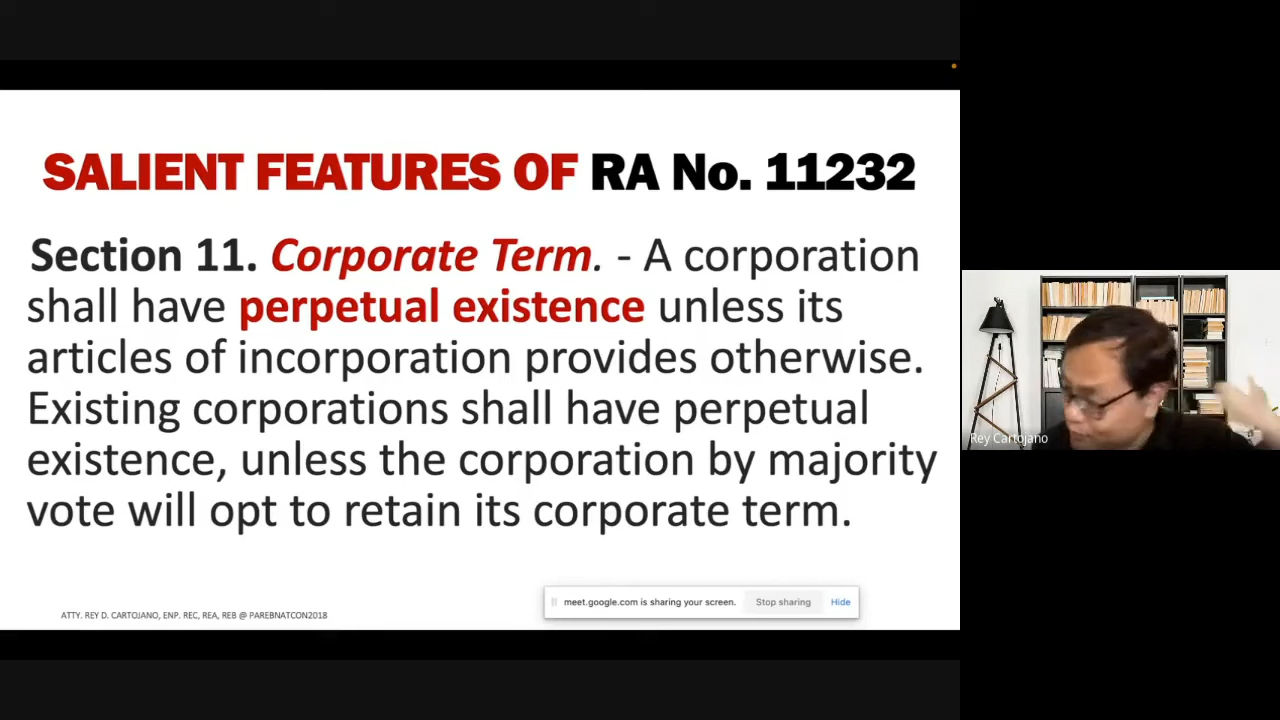 SALIENT FEATURES OF RA No. 11232
Section 11. Corporate Term. - A corporation
shall have perpetual existence unless its
articles of incorporation provides otherwise.
Existing corporations shall have perpetual
existence, unless the corporation by majority
vote will opt to retain its corporate term.
Rey Cartojano
meet.google.com is sharing your screen. Stop sharing Hide
ATTY. REY D. CARTOJANO, ENP. REC, REA, REB @ PAREBNATCON2018